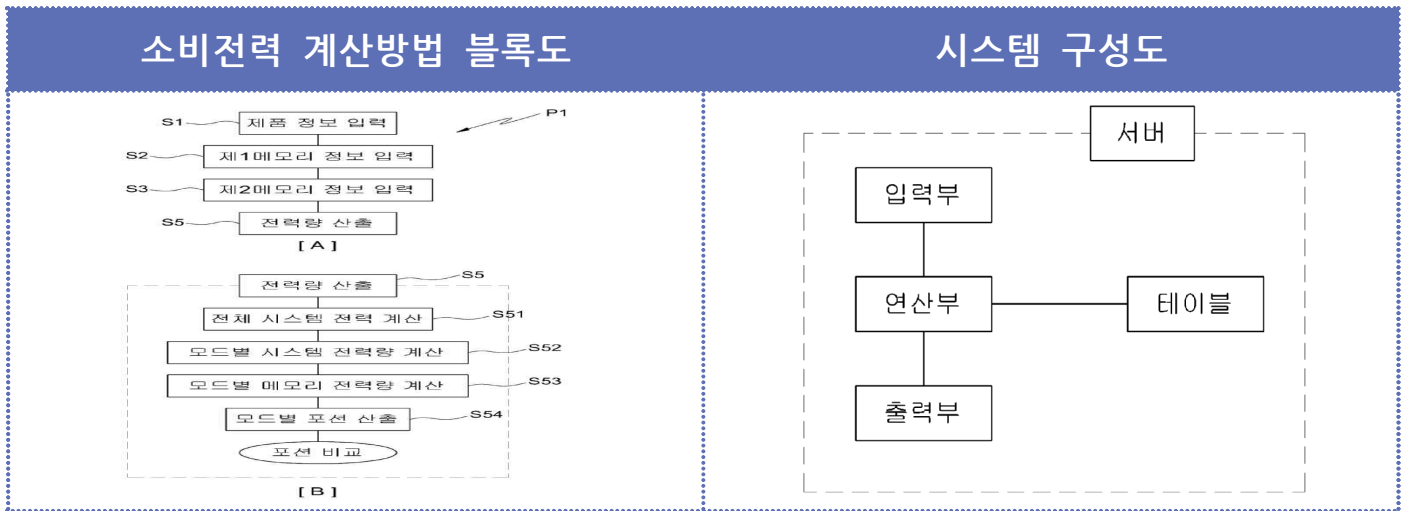 소비전력 계산방법 블록도
시스템 구성도
P1
S1 제품 정보 입력
S2 제1메모리 정보 입력
S3 제2메모리 정보 입력
S5 전력량 산출
[ A ]
전력량 산출 S5
전체 시스템 전력 계산 S51
모드별 시스템 전력량 계산 S52
모드별 메모리 전력량 계산 S53
모드별 포션 산출 S54
포션 비교
[ B ]
서버
입력부
연산부
테이블
출력부